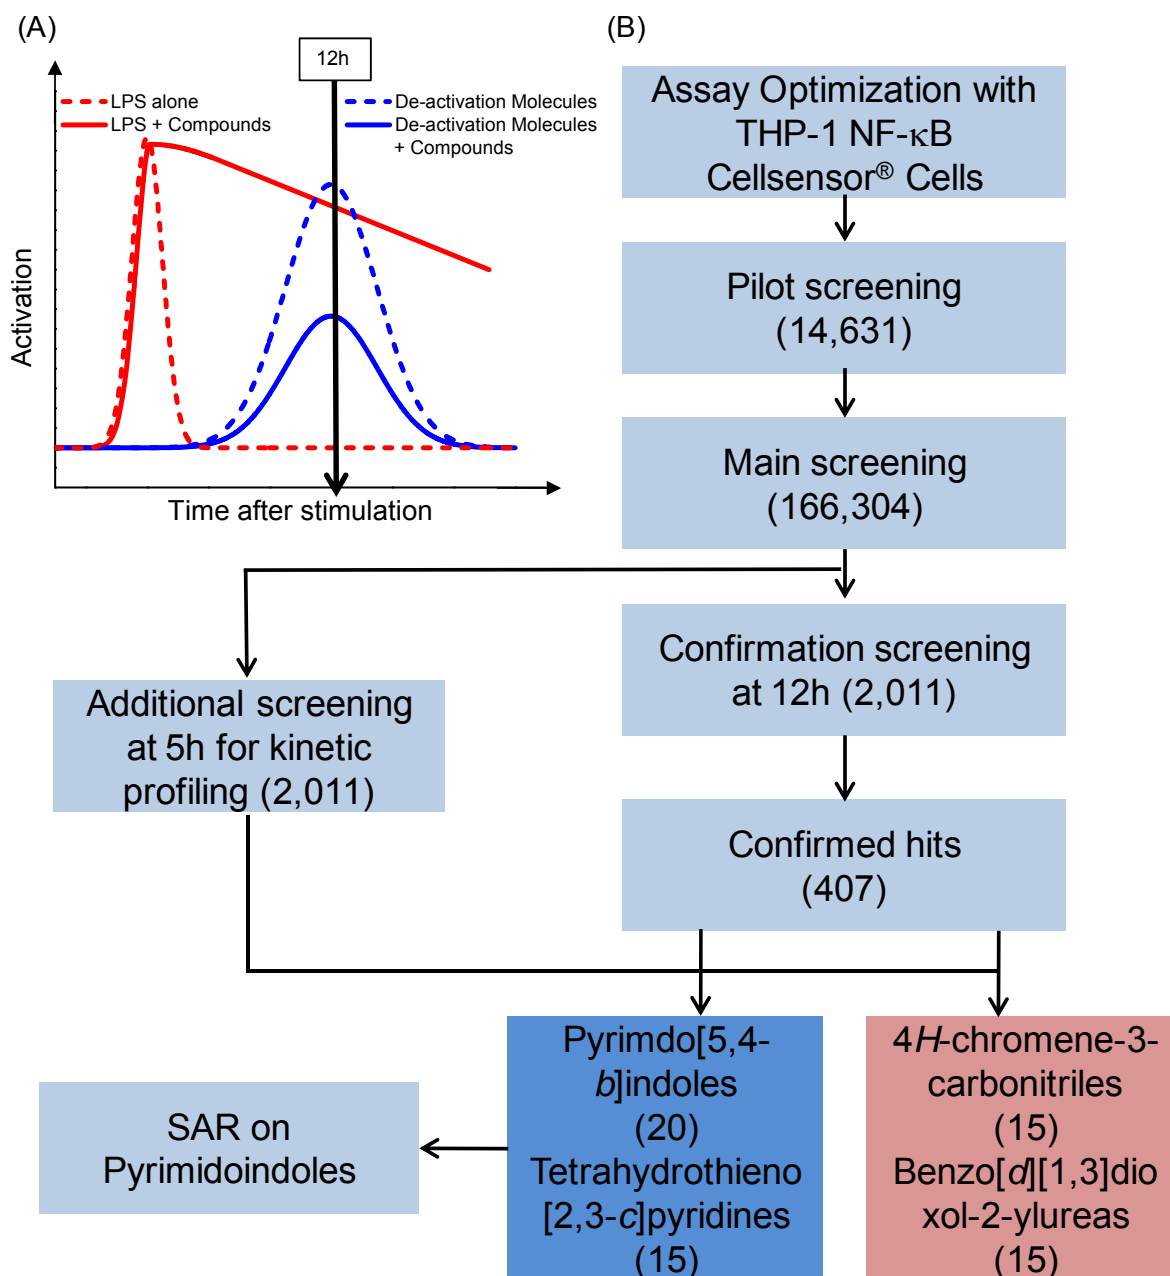 (A)
12h
LPS alone
LPS + Compounds
De-activation Molecules
De-activation Molecules
+ Compounds
Activation
Time after stimulation
(B)
Assay Optimization with
THP-1 NF-κB
Cellsensor® Cells
Pilot screening
(14,631)
Main screening
(166,304)
Confirmation screening
at 12h (2,011)
Additional screening
at 5h for kinetic
profiling (2,011)
Confirmed hits
(407)
Pyrimdo[5,4-
b]indoles
(20)
Tetrahydrothieno
[2,3-c]pyridines
(15)
4H-chromene-3-
carbonitriles
(15)
Benzo[d][1,3]dio
xol-2-ylureas
(15)
SAR on
Pyrimidoindoles